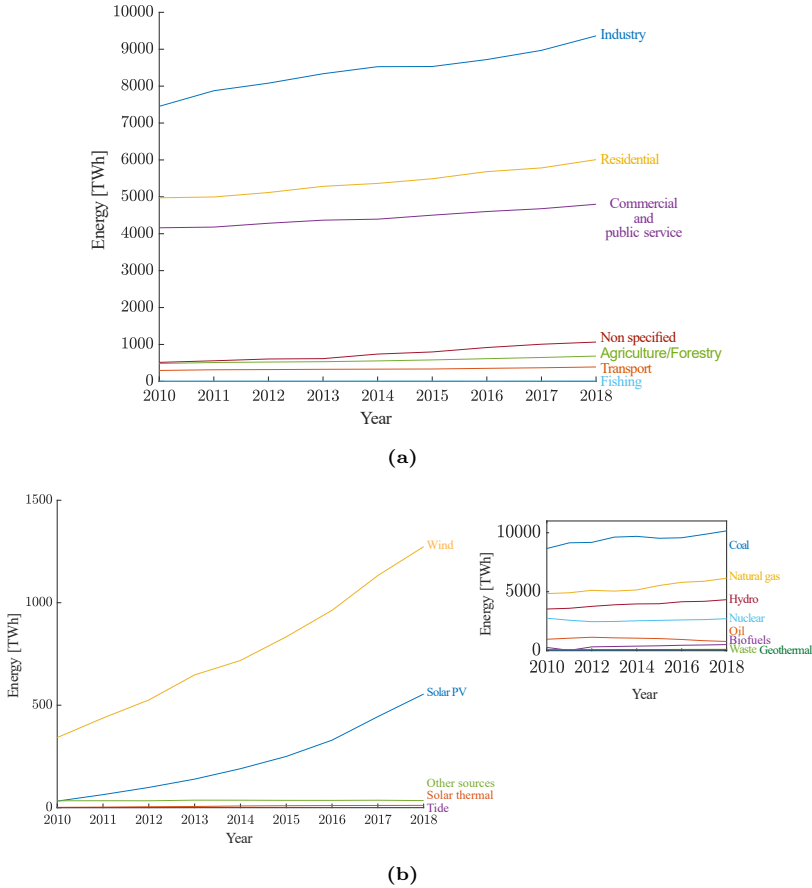 10000
9000
8000
7000
6000
5000
4000
3000
2000
1000
0
Energy [TWh]
Industry
Residential
Commercial
and
public service
Non specified
Agriculture/Forestry
Transport
Fishing
2010 2011 2012 2013 2014 2015 2016 2017 2018
Year
(a)
1500
1000
500
0
Energy [TWh]
Wind
Solar PV
Other sources
Solar thermal
Tide
2010 2011 2012 2013 2014 2015 2016 2017 2018
Year
10000
5000
0
Energy [TWh]
Coal
Natural gas
Hydro
Nuclear
Oil
Biofuels
Waste Geothermal
2010 2012 2014 2016 2018
Year
(b)